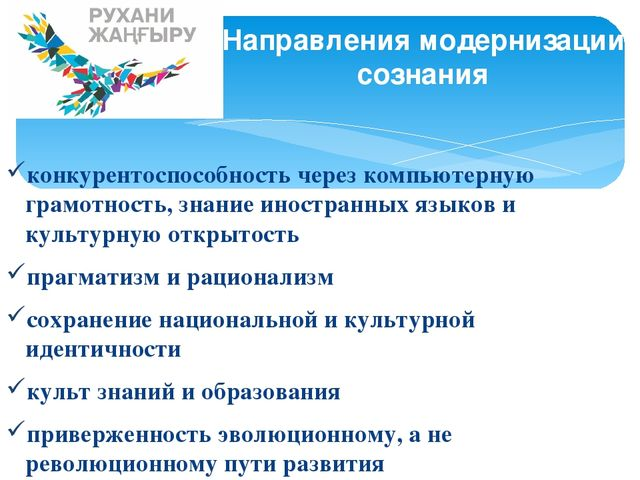 РУХАНИ
ЖАҢҒЫРУ
Направления модернизации
сознания
конкурентоспособность через компьютерную
грамотность, знание иностранных языков и
культурную открытость
прагматизм и рационализм
сохранение национальной и культурной
идентичности
культ знаний и образования
приверженность эволюционному, а не
революционному пути развития